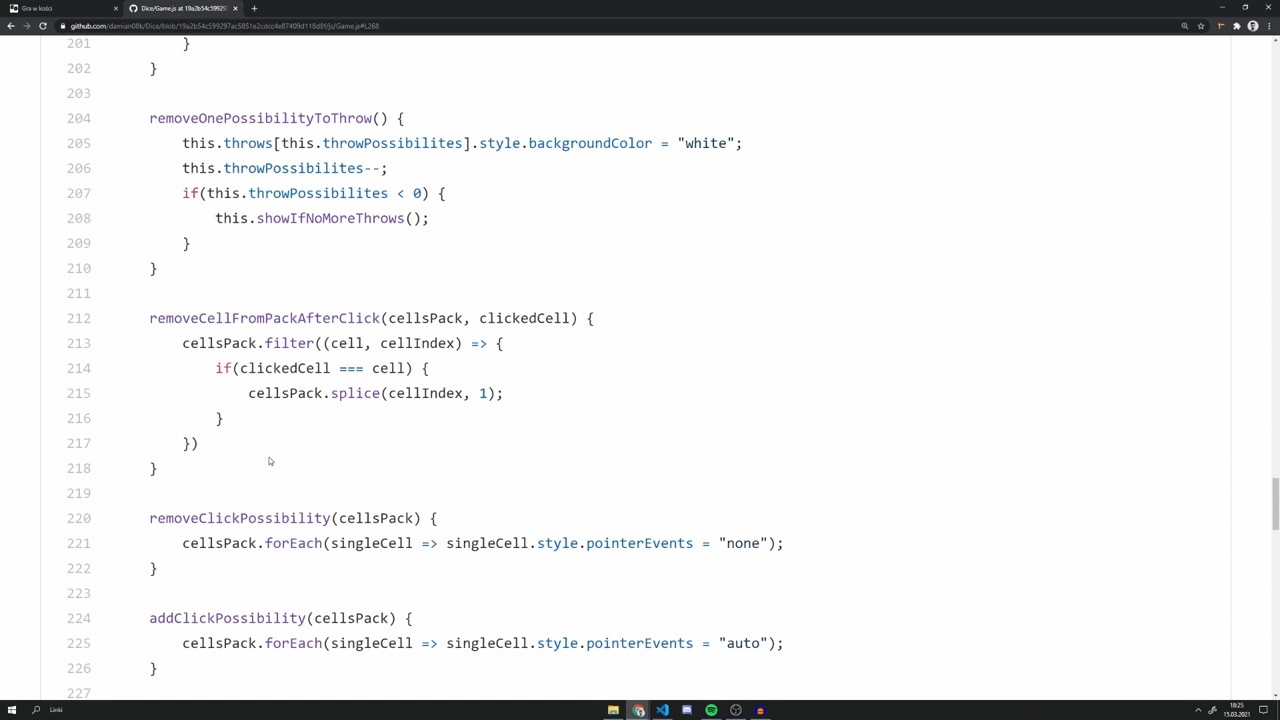 Gra w kości
Dice/Game.js at 19a2b54c59929
github.com/damian08k/Dice/blob/19a2b54c599297ac5851e2cdcc4e87409d118d8f/js/Game.js#L268
201 }
202 }
203
204 removeOnePossibilityToThrow() {
205 this.throws[this.throwPossibilites].style.backgroundColor = "white";
206 this.throwPossibilites--;
207 if(this.throwPossibilites < 0) {
208 this.showIfNoMoreThrows();
209 }
210 }
211
212 removeCellFromPackAfterClick(cellsPack, clickedCell) {
213 cellsPack.filter((cell, cellIndex) => {
214 if(clickedCell === cell) {
215 cellsPack.splice(cellIndex, 1);
216 }
217 })
218 }
219
220 removeClickPossibility(cellsPack) {
221 cellsPack.forEach(singleCell => singleCell.style.pointerEvents = "none");
222 }
223
224 addClickPossibility(cellsPack) {
225 cellsPack.forEach(singleCell => singleCell.style.pointerEvents = "auto");
226 }
227
Linki
18:25
15.03.2021